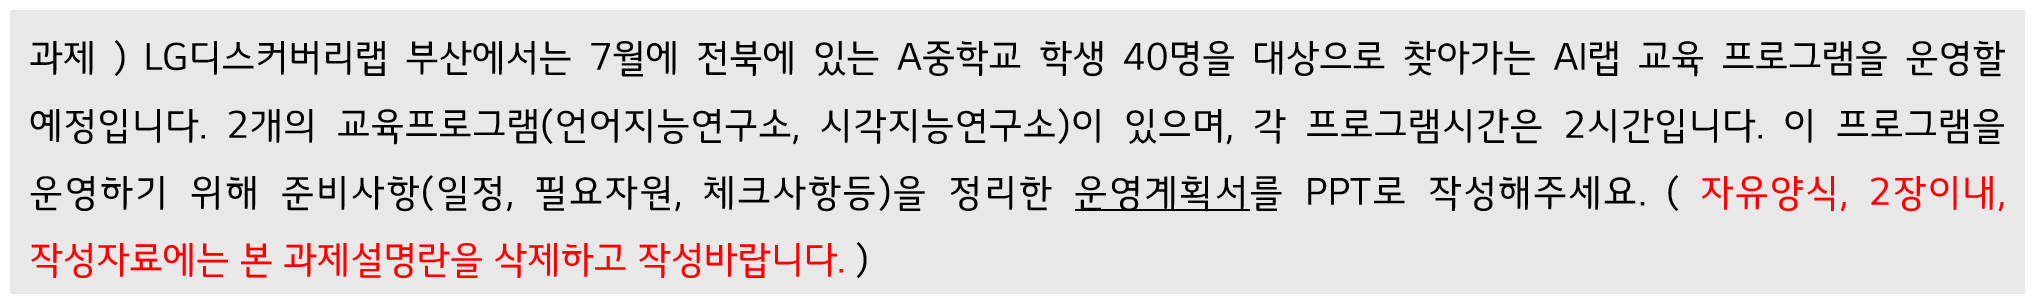 과제 ) LG디스커버리랩 부산에서는 7월에 전북에 있는 A중학교 학생 40명을 대상으로 찾아가는 AI랩 교육 프로그램을 운영할
예정입니다. 2개의 교육프로그램(언어지능연구소, 시각지능연구소)이 있으며, 각 프로그램시간은 2시간입니다. 이 프로그램을
운영하기 위해 준비사항(일정, 필요자원, 체크사항등)을 정리한 운영계획서를 PPT로 작성해주세요. ( 자유양식, 2장이내,
작성자료에는 본 과제설명란을 삭제하고 작성바랍니다. )